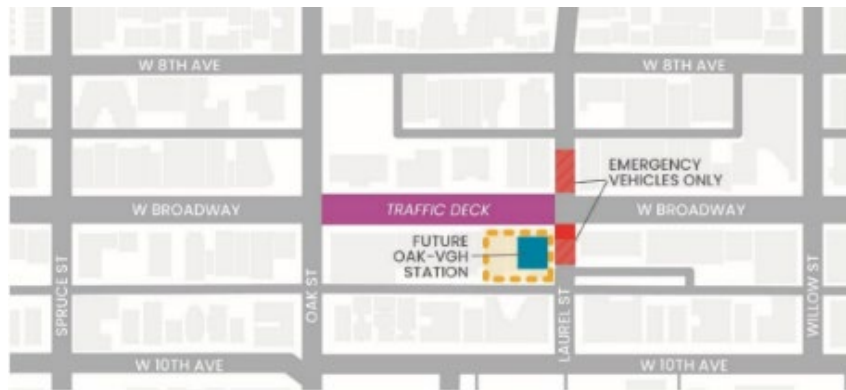 W 8TH AVE
W 8TH AVE
EMERGENCY
VEHICLES ONLY
W BROADWAY
TRAFFIC DECK
W BROADWAY
FUTURE
OAK-VGH
STATION
SPRUCE ST
OAK ST
LAUREL ST
WILLOW ST
W 10TH AVE
W 10TH AVE